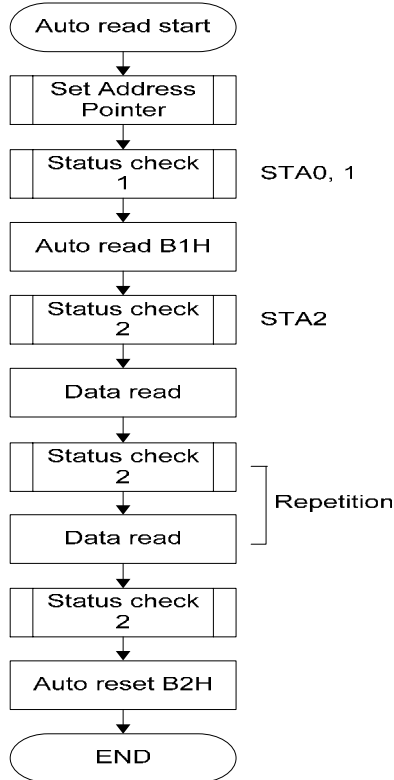 Auto read start
Set Address
Pointer
Status check
1
STA0, 1
Auto read B1H
Status check
2
STA2
Data read
Status check
2
Repetition
Data read
Status check
2
Auto reset B2H
END